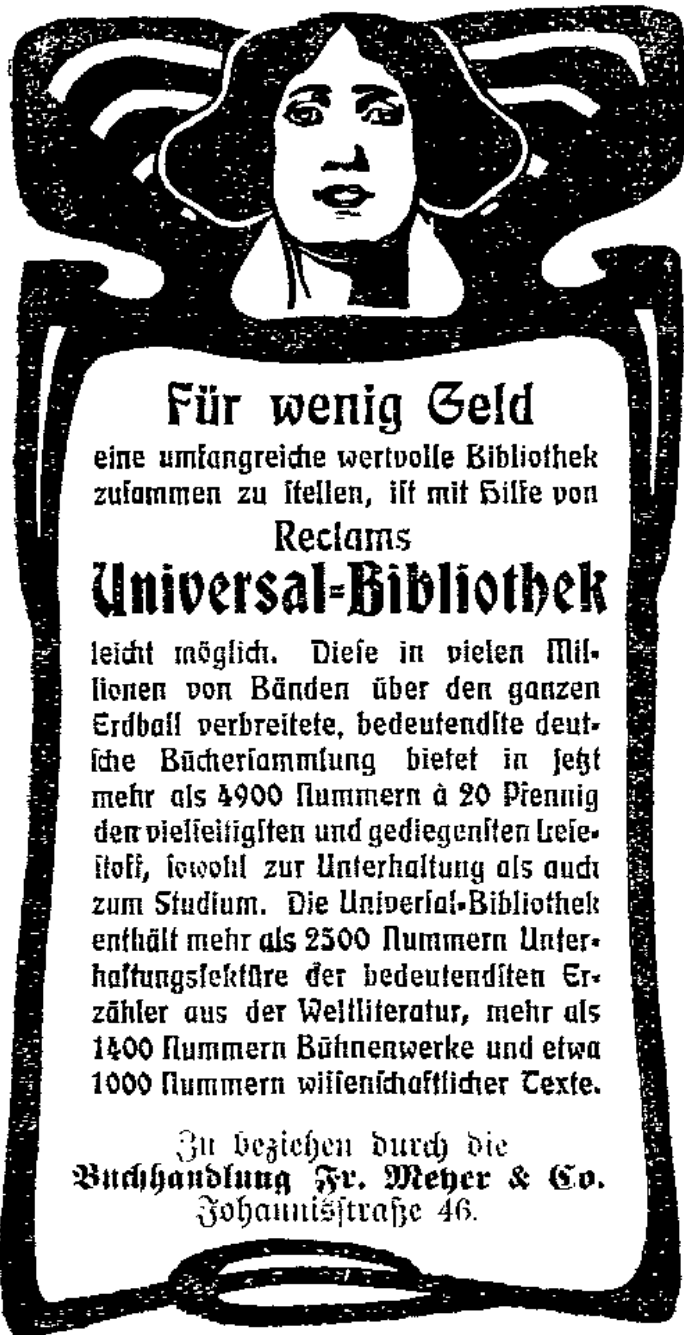 Für wenig Geld
eine umfangreiche wertvolle Bibliothek
zusammen zu stellen, ist mit Hilfe von
Reclams
Universal-Bibliothek
leicht möglich. Diese in vielen Mil-
lionen von Bänden über den ganzen
Erdball verbreitete, bedeutendste deut-
sche Büchersammlung bietet in jetzt
mehr als 4900 Nummern à 20 Pfennig
den vielseitigsten und gediegensten Lese-
stoff, sowohl zur Unterhaltung als auch
zum Studium. Die Universal-Bibliothek
enthält mehr als 2500 Nummern Unter-
haltungslektüre der bedeutendsten Er-
zähler aus der Weltliteratur, mehr als
1400 Nummern Bühnenwerke und etwa
1000 Nummern wissenschaftlicher Texte.
Zu beziehen durch die
Buchhandlung Fr. Meyer & Co.
Johannisstraße 46.